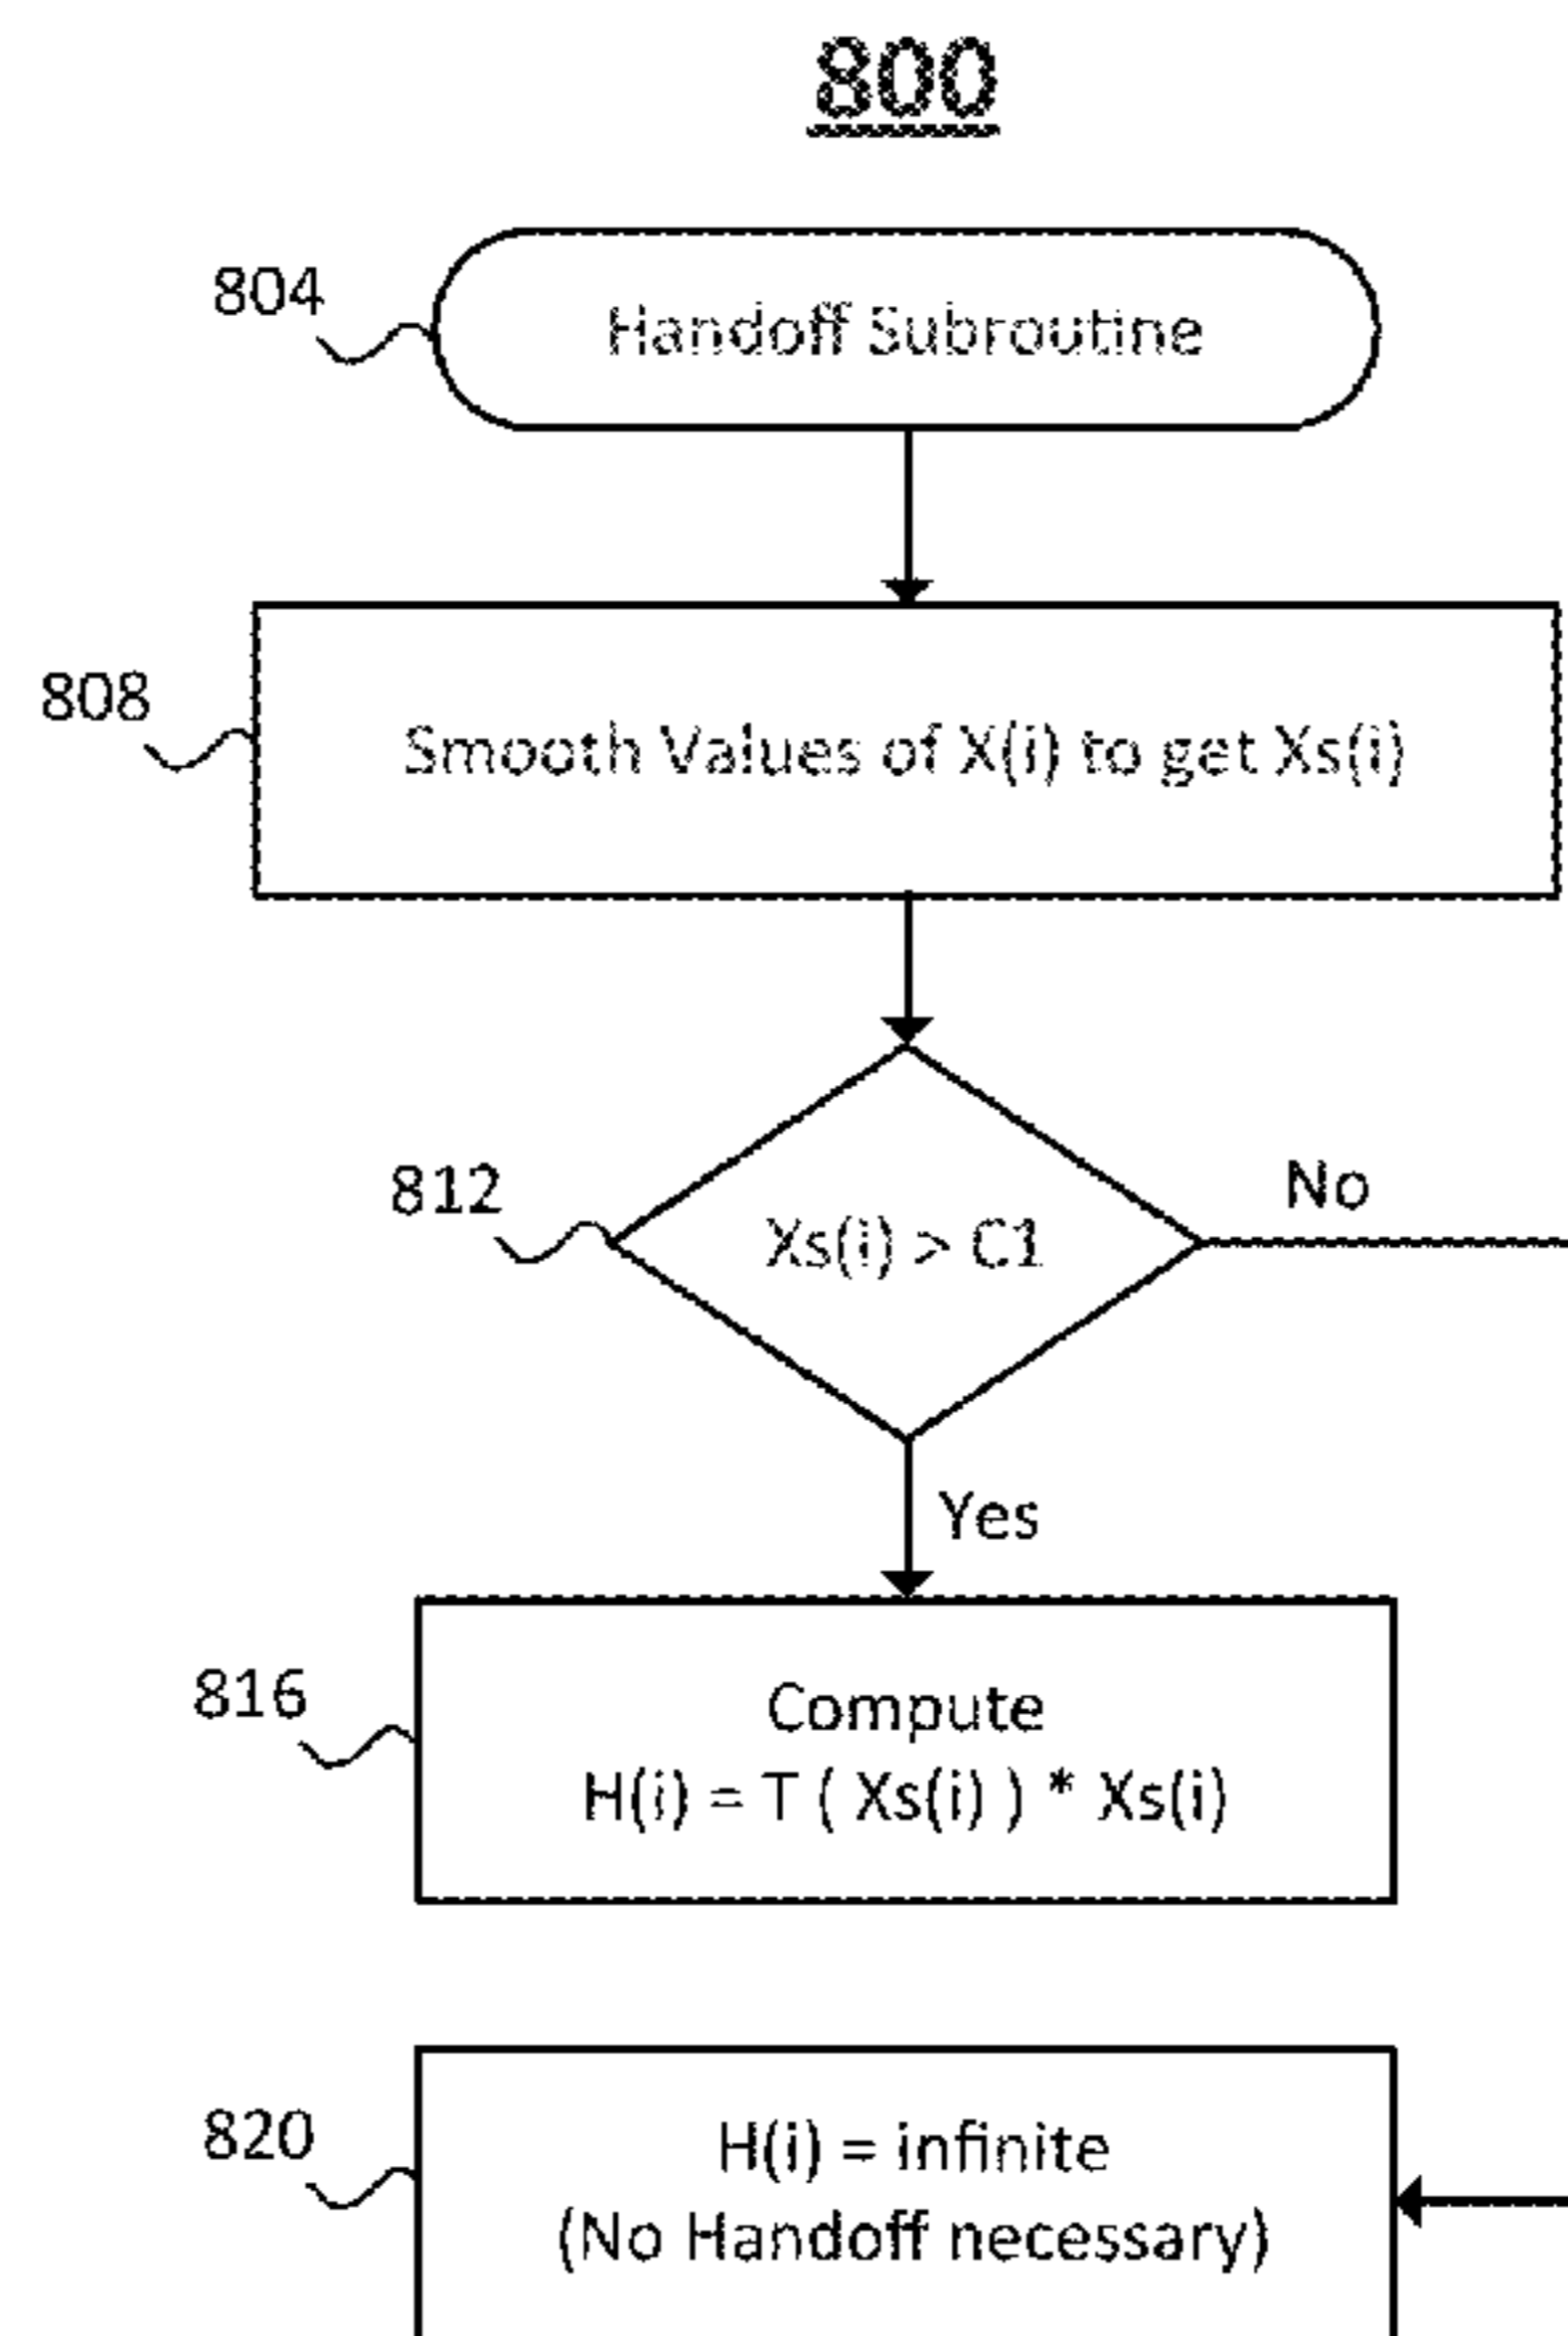 800
804
Handoff Subroutine
808
Smooth Values of X(i) to get Xs(i)
812
Xs(i) > C1
No
Yes
816
Compute
H(i) = T ( Xs(i) ) * Xs(i)
820
H(i) = infinite
(No Handoff necessary)